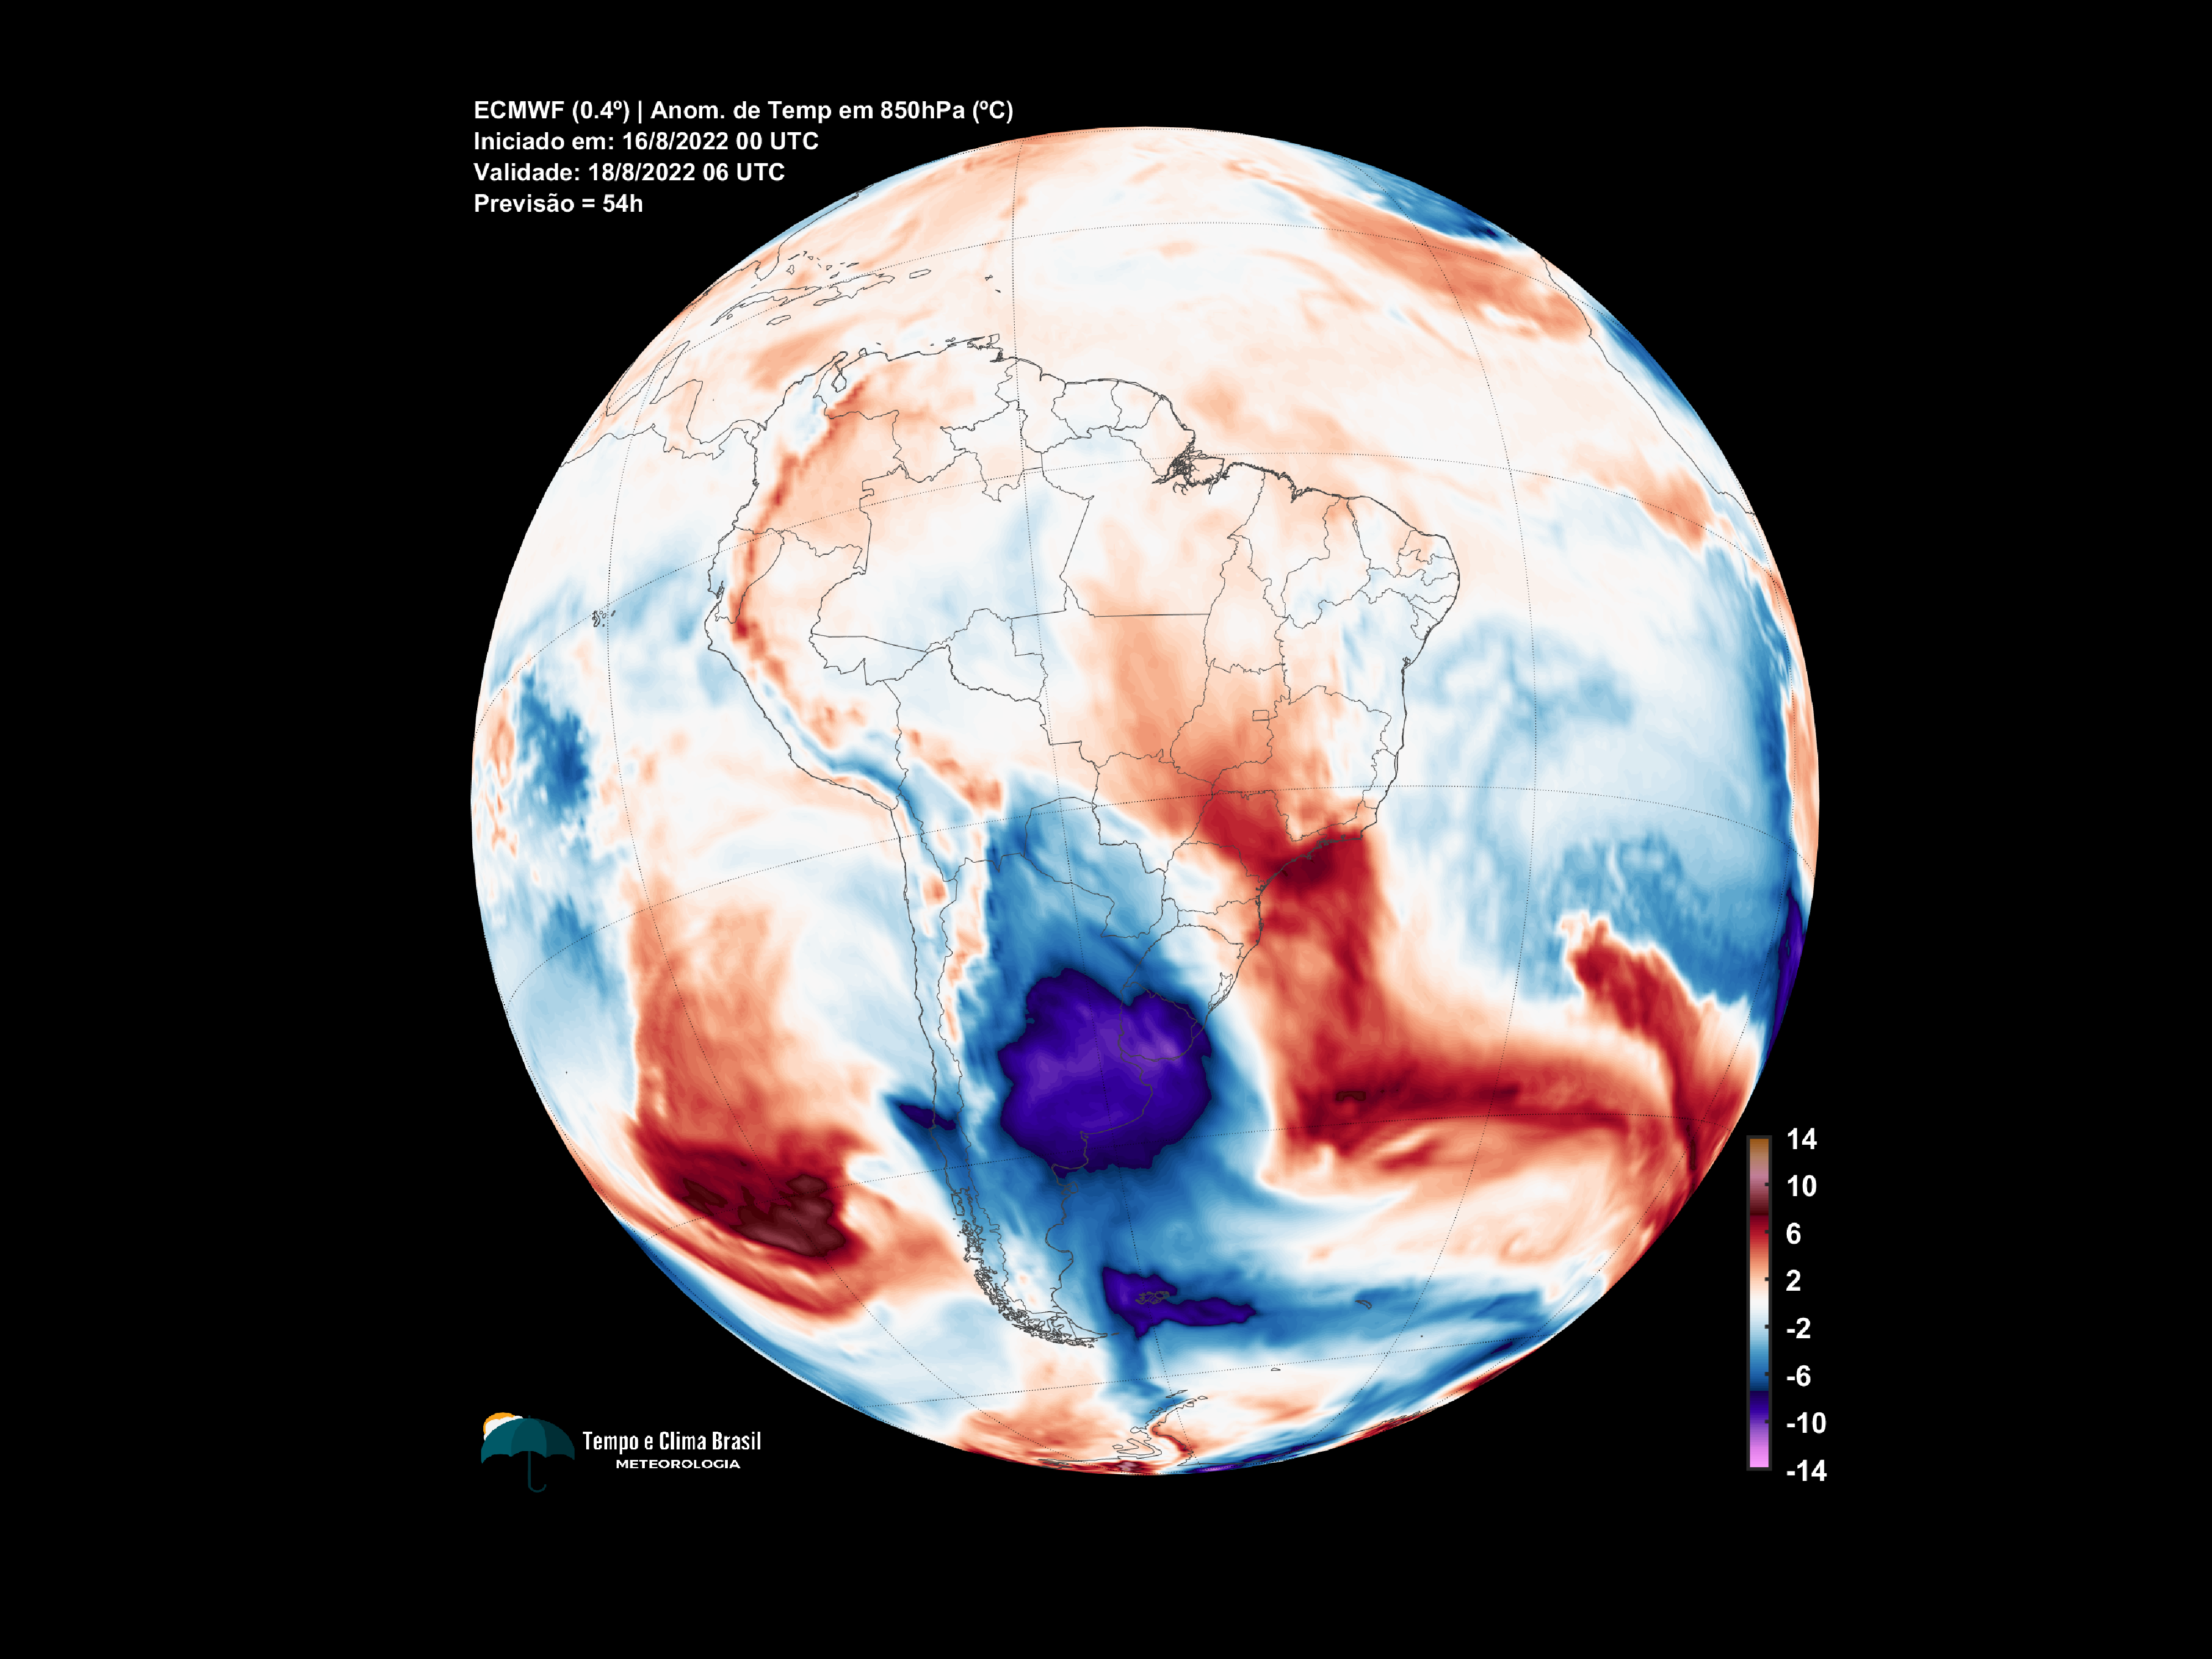 ECMWF (0.4º) | Anom. de Temp em 850hPa (ºC)
Iniciado em: 16/8/2022 00 UTC
Validade: 18/8/2022 06 UTC
Previsão = 54h
14
10
6
2
-2
-6
-10
-14
Tempo e Clima Brasil
METEOROLOGIA